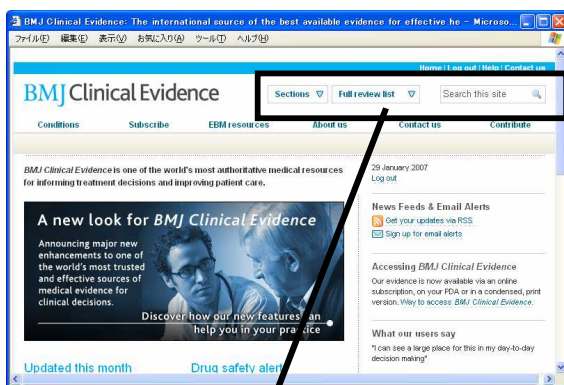 BMJ Clinical Evidence: The international source of the best available evidence for effective he - Microso...
ファイル(F) 編集(E) 表示(V) お気に入り(A) ツール(T) ヘルプ(H)
Home | Log out | Help | Contact us
BMJ Clinical Evidence
Sections Full review list Search this site
Conditions Subscribe EBM resources About us Contact us Contribute
BMJ Clinical Evidence is one of the world's most authoritative medical resources
for informing treatment decisions and improving patient care.
A new look for BMJ Clinical Evidence
Announcing major new
enhancements to one of
the world's most trusted
and effective sources of
medical evidence for
clinical decisions.
Discover how our new features can
help you in your practice
Updated this month Drug safety alert
29 January 2007
Log out
News Feeds & Email Alerts
Get your updates via RSS
Sign up for email alerts
Accessing BMJ Clinical Evidence
Our evidence is now available via an online
subscription, on your PDA or in a condensed, print
version. Way to access BMJ Clinical Evidence.
What our users say
"I can see a large place for this in my day-to-day
decision making"